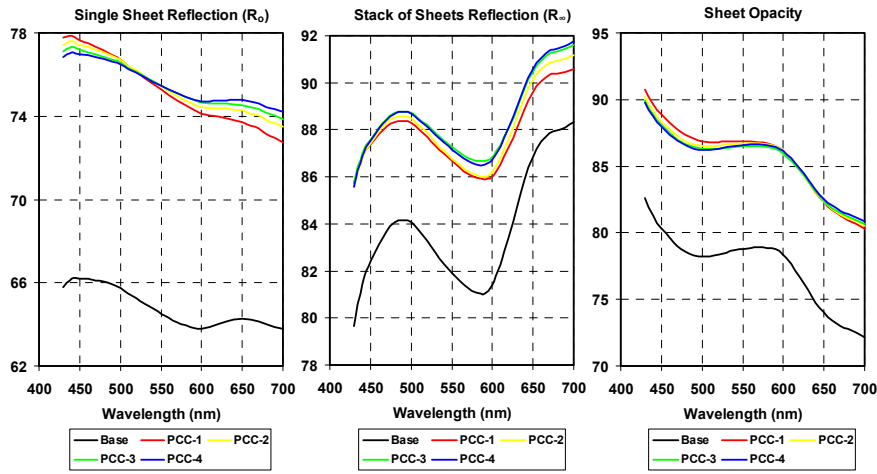 Single Sheet Reflection (Rₒ)
78
74
70
66
62
400 450 500 550 600 650 700
Wavelength (nm)
Base PCC-1 PCC-2
PCC-3 PCC-4
Stack of Sheets Reflection (R∞)
92
90
88
86
84
82
80
78
400 450 500 550 600 650 700
Wavelength (nm)
Base PCC-1 PCC-2
PCC-3 PCC-4
Sheet Opacity
95
90
85
80
75
70
400 450 500 550 600 650 700
Wavelength (nm)
Base PCC-1 PCC-2
PCC-3 PCC-4